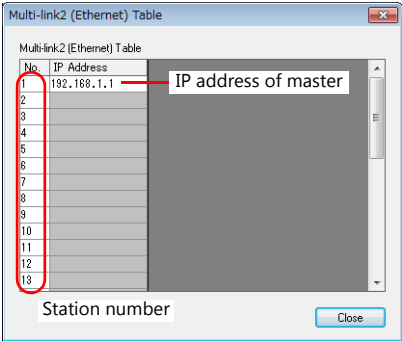 Multi-link2 (Ethernet) Table
Multi-link2 (Ethernet) Table
No. IP Address
1 192.168.1.1 IP address of master
2
3
4
5
6
7
8
9
10
11
12
13
Station number
Close